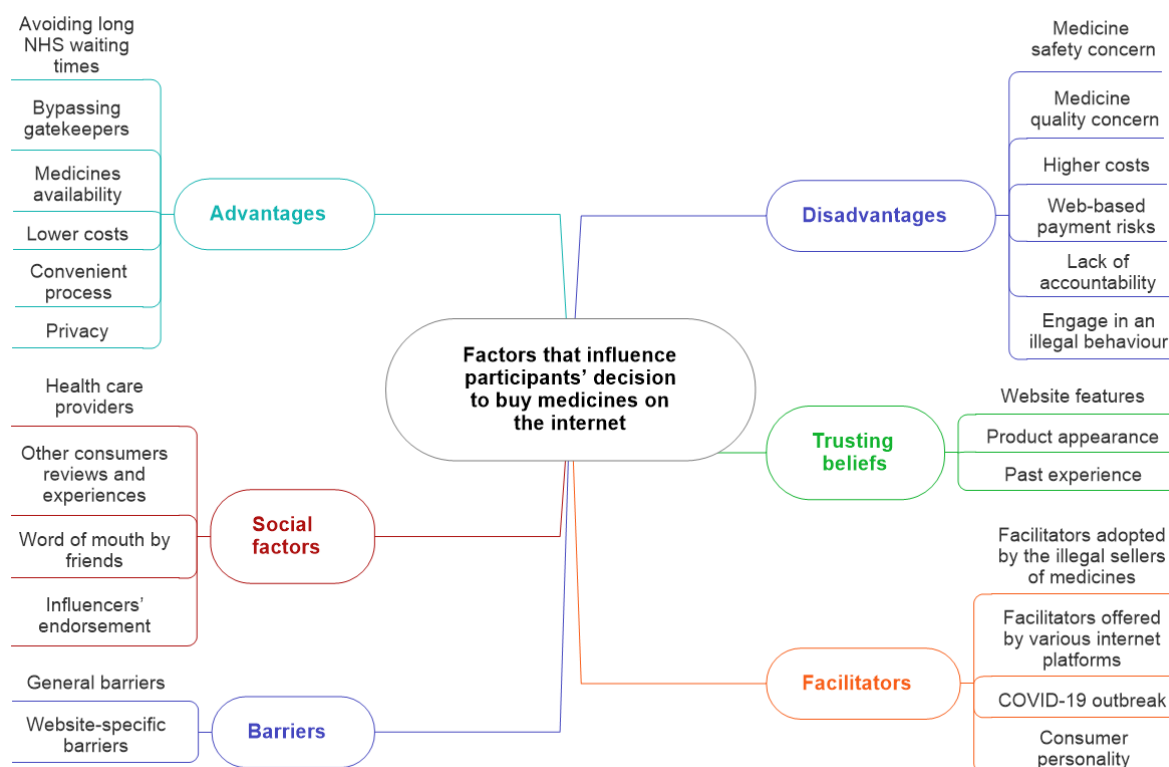 Avoiding long
NHS waiting
times
Bypassing
gatekeepers
Medicines
availability
Lower costs
Convenient
process
Privacy
Advantages
Health care
providers
Other consumers
reviews and
experiences
Word of mouth by
friends
Influencers’
endorsement
Social
factors
General barriers
Website-specific
barriers
Barriers
Factors that influence
participants’ decision
to buy medicines on
the internet
Disadvantages
Medicine
safety concern
Medicine
quality concern
Higher costs
Web-based
payment risks
Lack of
accountability
Engage in an
illegal behaviour
Trusting
beliefs
Website features
Product appearance
Past experience
Facilitators
Facilitators adopted
by the illegal sellers
of medicines
Facilitators offered
by various internet
platforms
COVID-19 outbreak
Consumer
personality